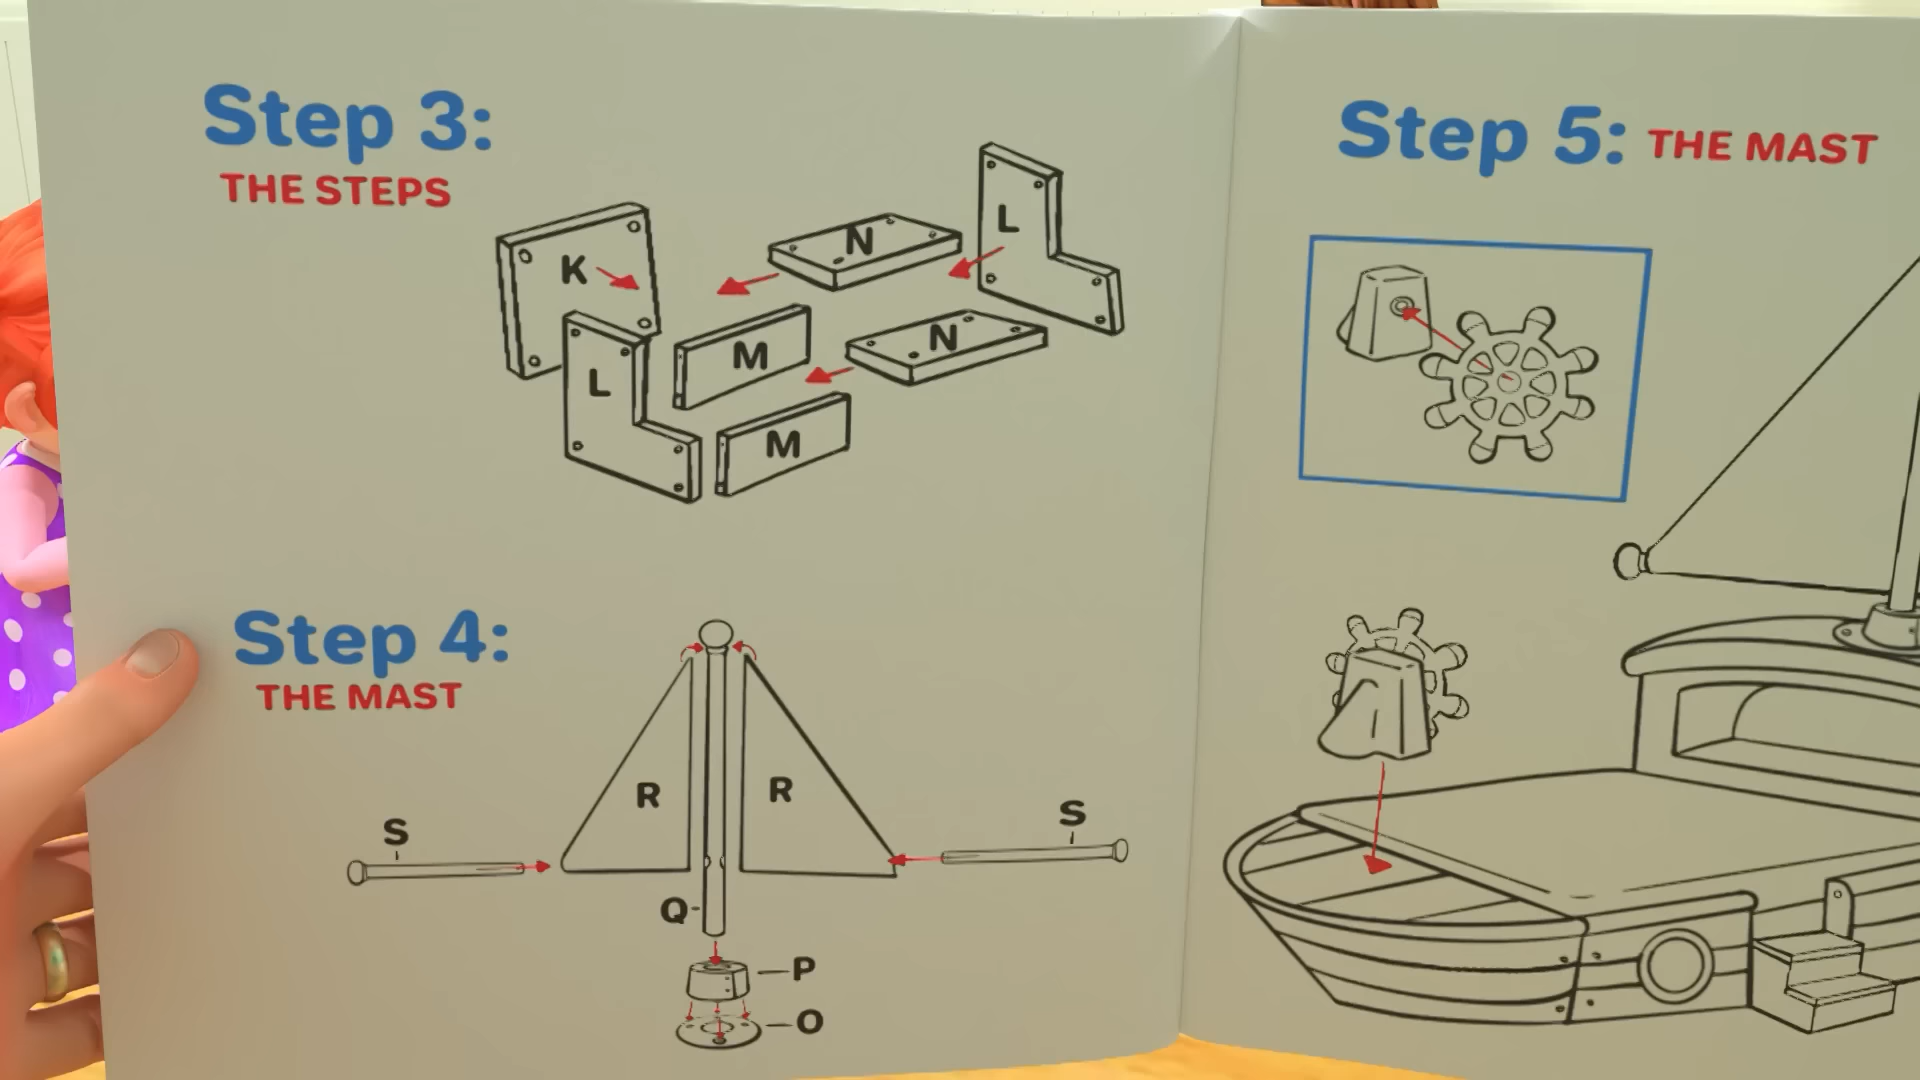 Step 3:
THE STEPS
K
N
L
M
N
L
M
Step 4:
THE MAST
R
R
S
S
Q
P
O
Step 5: THE MAST